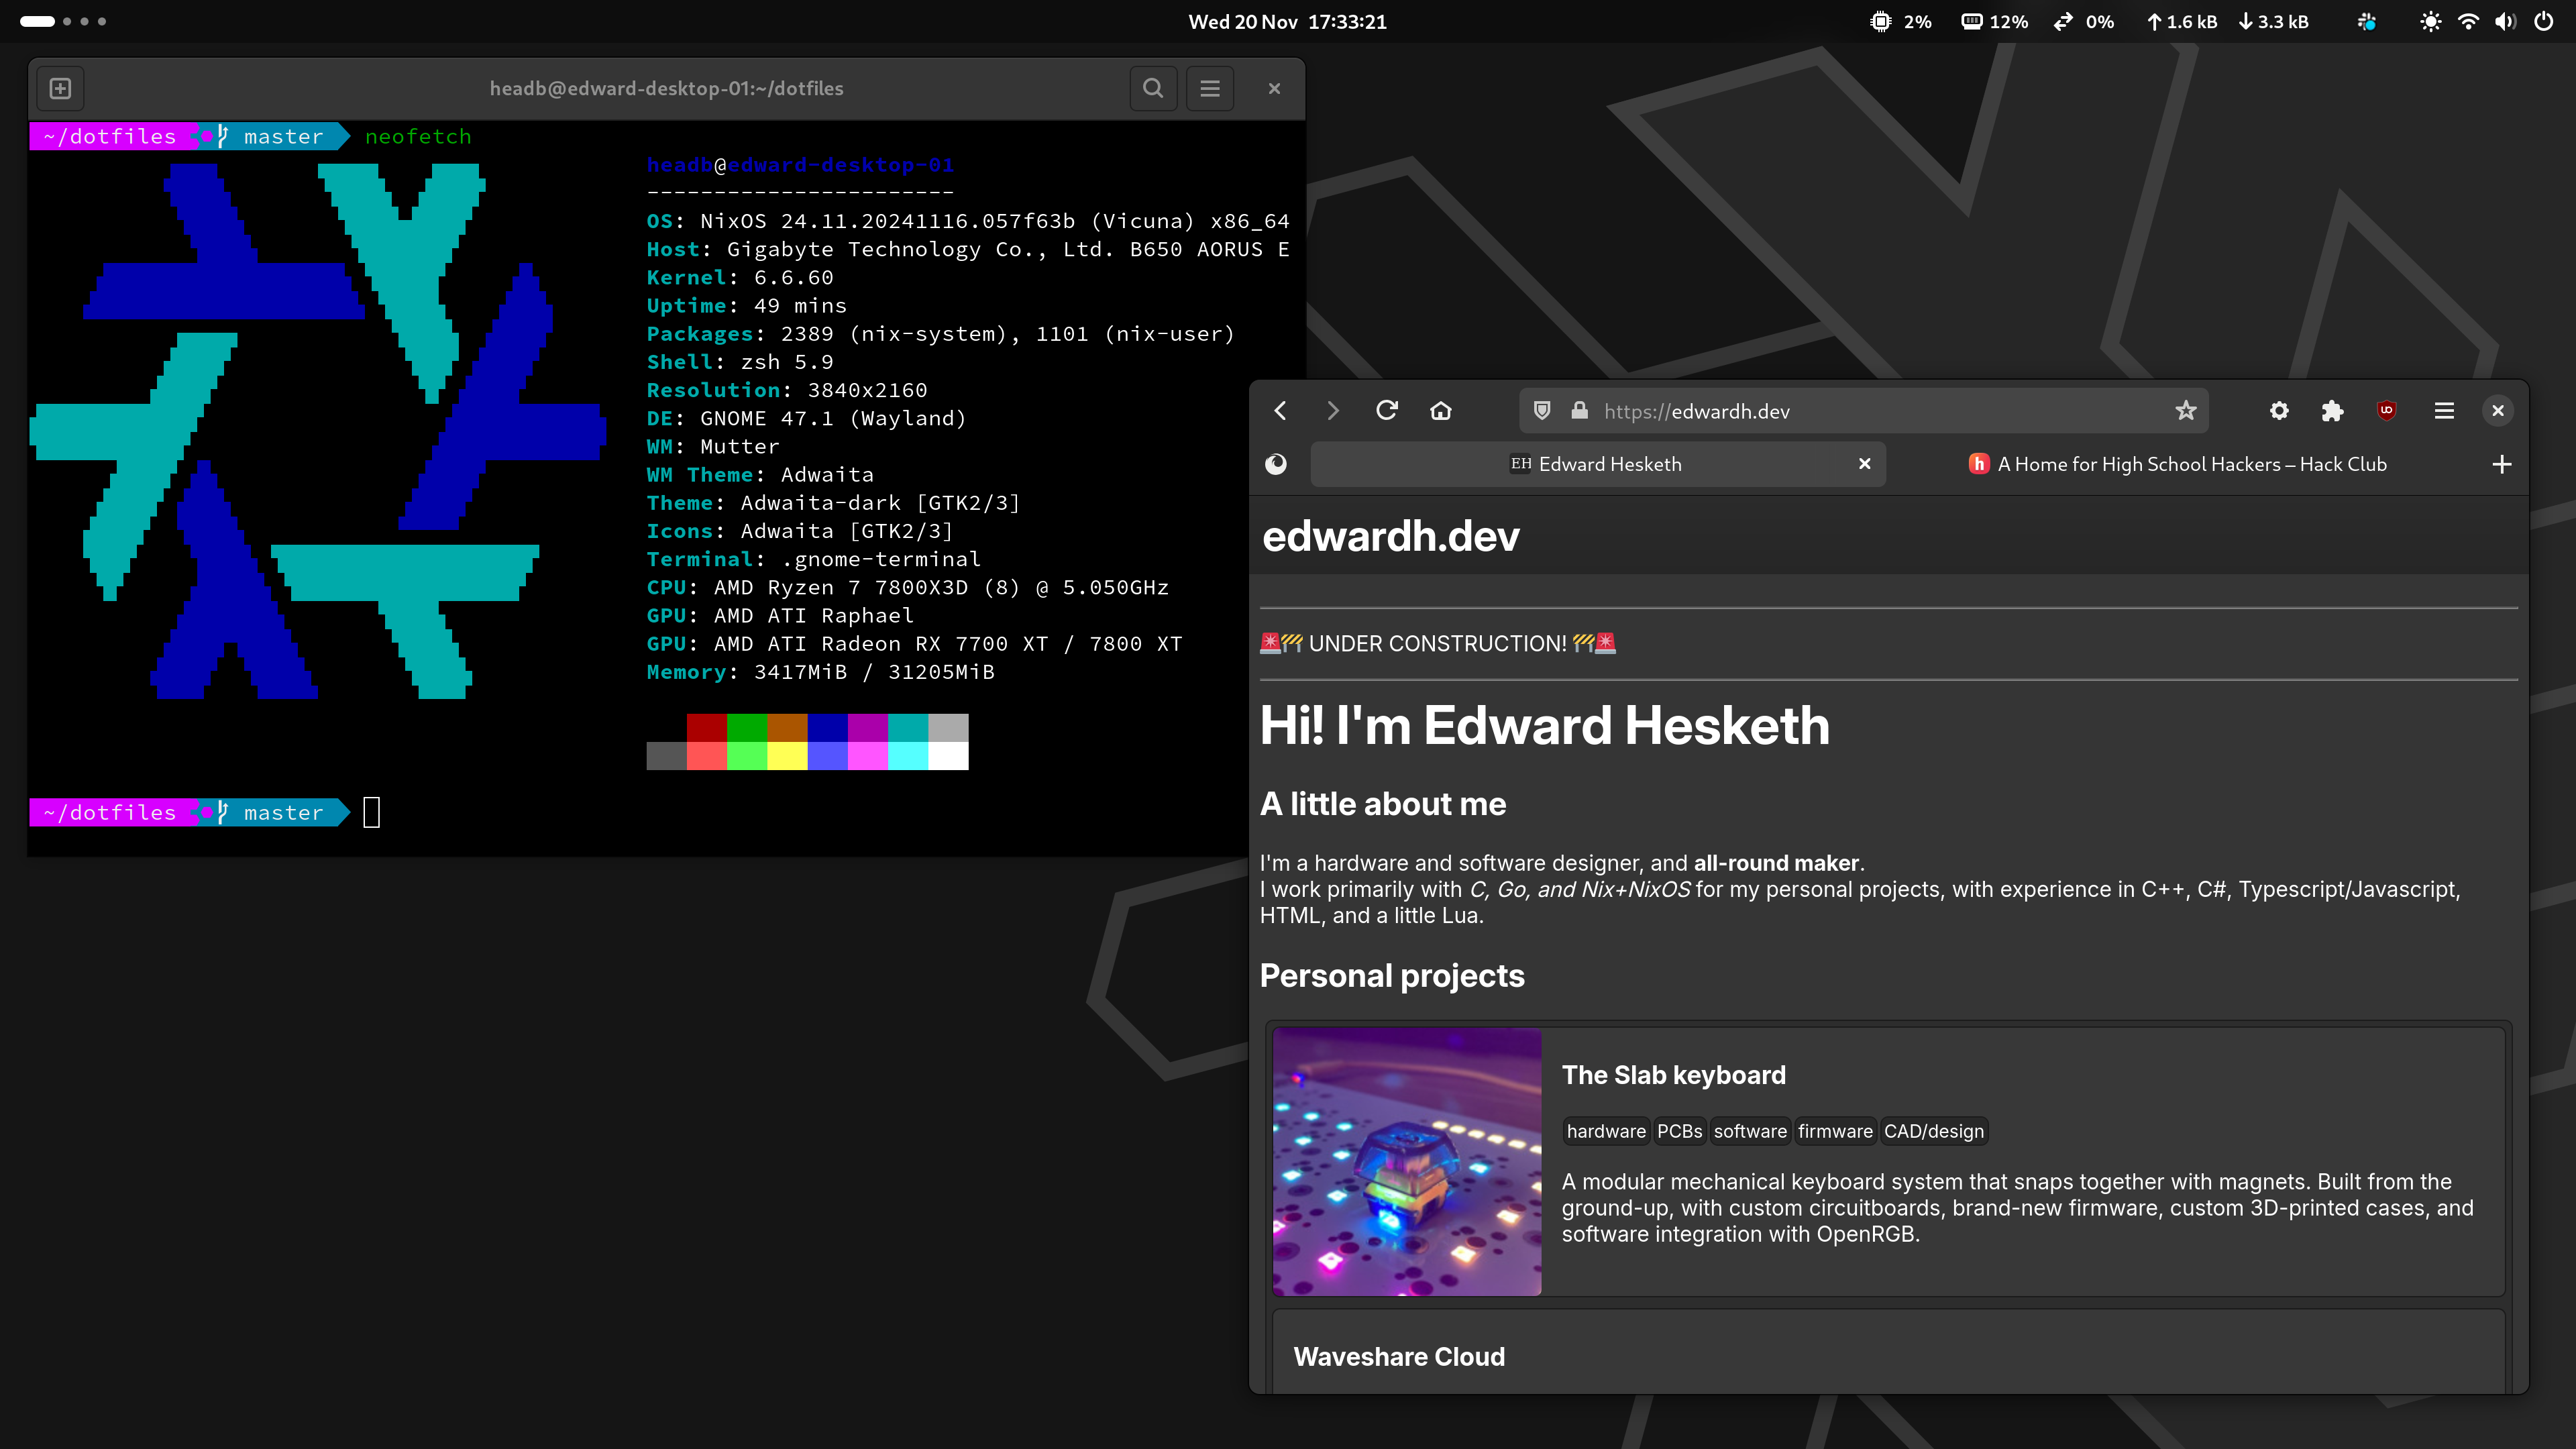 Wed 20 Nov 17:33:21
2% 12% 0% 1.6 kB 3.3 kB
headb@edward-desktop-01:~/dotfiles
~/dotfiles master neofetch
headb@edward-desktop-01
-----------------------
OS: NixOS 24.11.20241116.057f63b (Vicuna) x86_64
Host: Gigabyte Technology Co., Ltd. B650 AORUS E
Kernel: 6.6.60
Uptime: 49 mins
Packages: 2389 (nix-system), 1101 (nix-user)
Shell: zsh 5.9
Resolution: 3840x2160
DE: GNOME 47.1 (Wayland)
WM: Mutter
WM Theme: Adwaita
Theme: Adwaita-dark [GTK2/3]
Icons: Adwaita [GTK2/3]
Terminal: .gnome-terminal
CPU: AMD Ryzen 7 7800X3D (8) @ 5.050GHz
GPU: AMD ATI Raphael
GPU: AMD ATI Radeon RX 7700 XT / 7800 XT
Memory: 3417MiB / 31205MiB
~/dotfiles master
https://edwardh.dev
EH Edward Hesketh
h A Home for High School Hackers – Hack Club
edwardh.dev
🚨🚧 UNDER CONSTRUCTION! 🚧🚨
Hi! I'm Edward Hesketh
A little about me
I'm a hardware and software designer, and all-round maker.
I work primarily with C, Go, and Nix+NixOS for my personal projects, with experience in C++, C#, Typescript/Javascript,
HTML, and a little Lua.
Personal projects
The Slab keyboard
hardware PCBs software firmware CAD/design
A modular mechanical keyboard system that snaps together with magnets. Built from the
ground-up, with custom circuitboards, brand-new firmware, custom 3D-printed cases, and
software integration with OpenRGB.
Waveshare Cloud